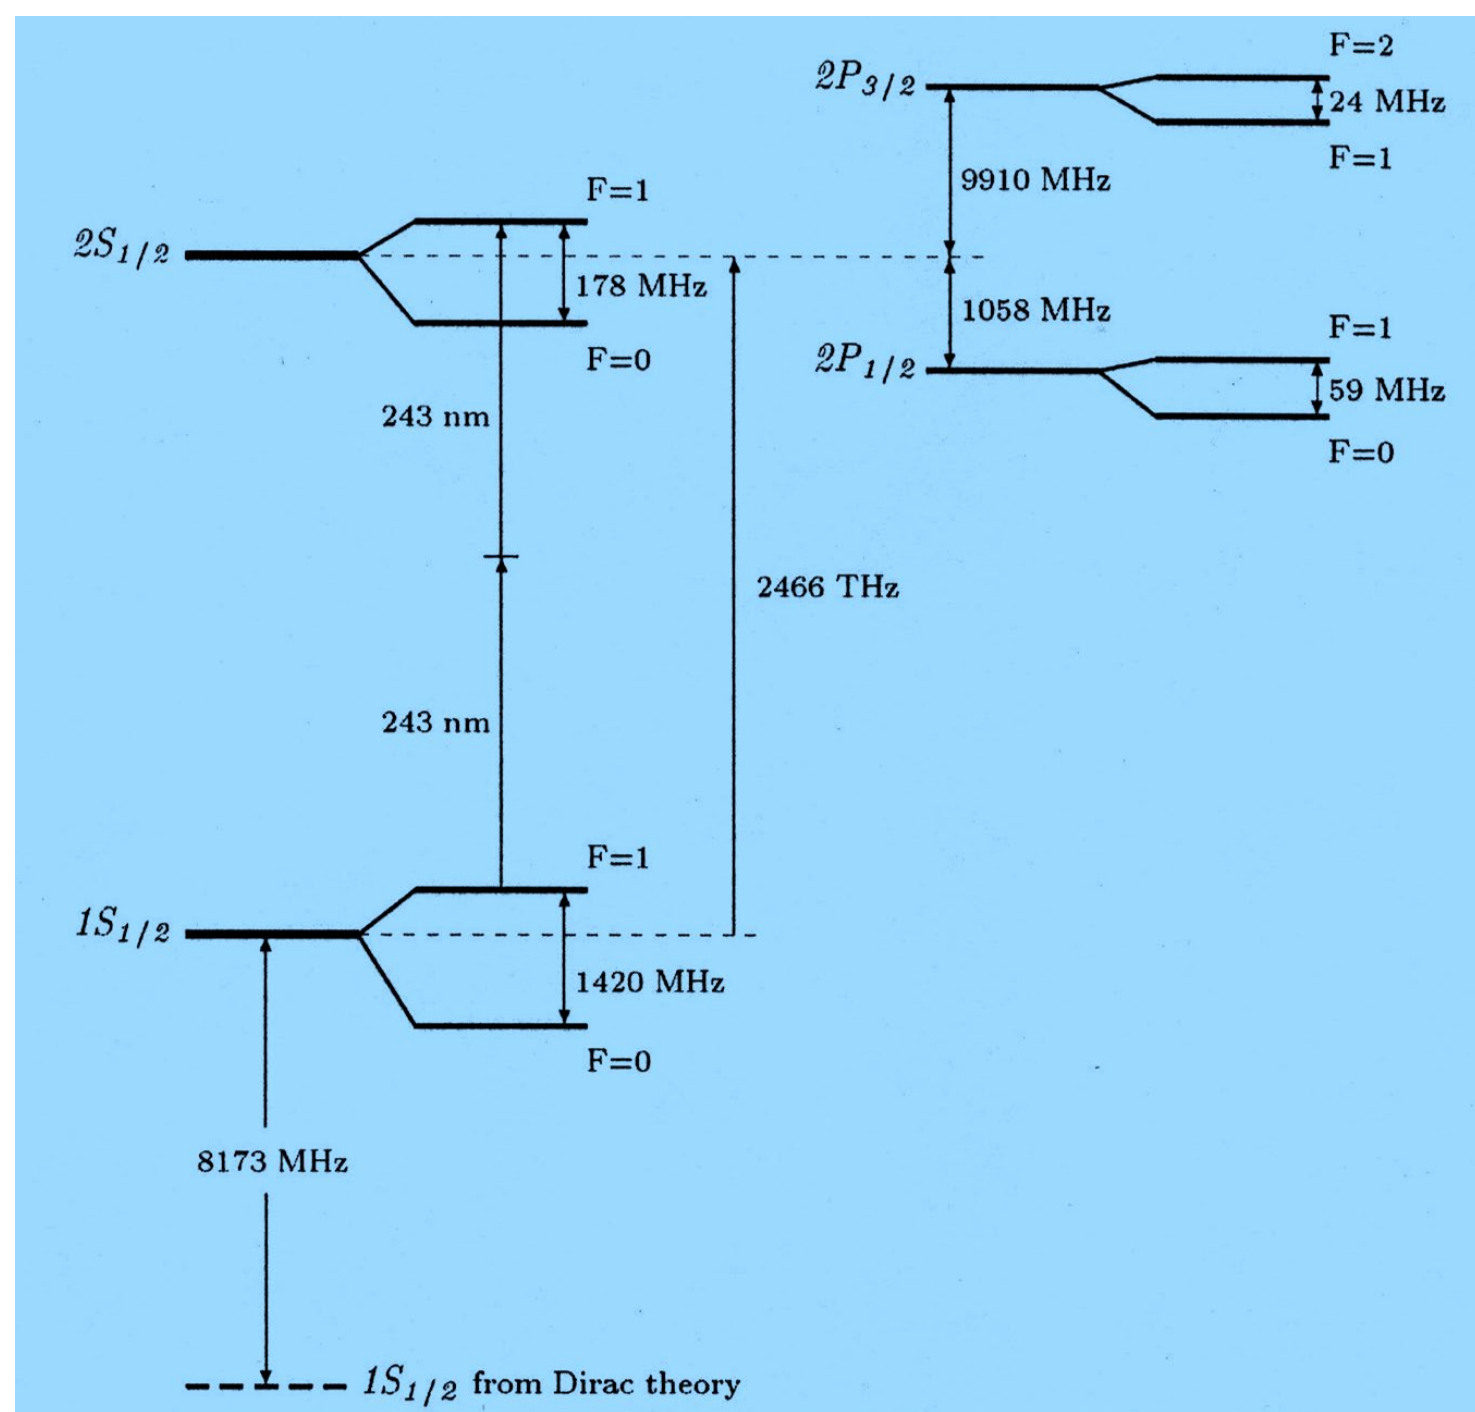 F=2
2P3/2
24 MHz
F=1
9910 MHz
F=1
2S1/2
178 MHz
1058 MHz
F=1
F=0
2P1/2
59 MHz
243 nm
F=0
2466 THz
243 nm
F=1
1S1/2
1420 MHz
F=0
8173 MHz
1S1/2 from Dirac theory